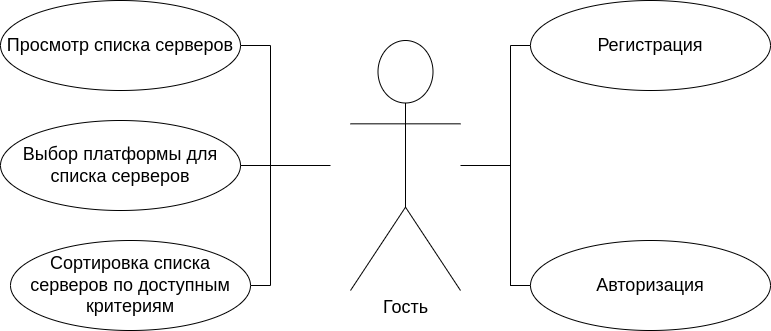 Просмотр списка серверов
Регистрация
Выбор платформы для
списка серверов
Сортировка списка
серверов по доступным
критериям
Авторизация
Гость